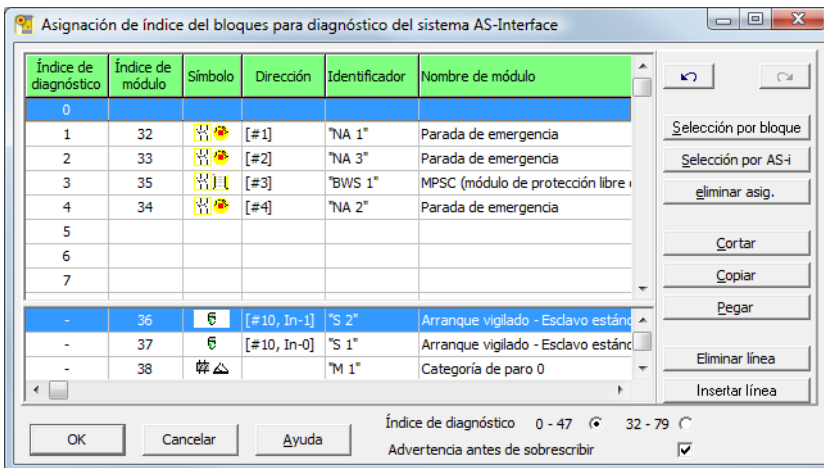 Asignación de índice del bloques para diagnóstico del sistema AS-Interface
Índice de diagnóstico Índice de módulo Símbolo Dirección Identificador Nombre de módulo
0
1 32 [#1] "NA 1" Parada de emergencia
2 33 [#2] "NA 3" Parada de emergencia
3 35 [#3] "BWS 1" MPSC (módulo de protección libre
4 34 [#4] "NA 2" Parada de emergencia
5
6
7
- 36 [#10, In-1] "S 2" Arranque vigilado - Esclavo estánd
- 37 [#10, In-0] "S 1" Arranque vigilado - Esclavo estánd
- 38 "M 1" Categoría de paro 0
Selección por bloque
Selección por AS-i
eliminar asig.
Cortar
Copiar
Pegar
Eliminar línea
Insertar línea
OK Cancelar Ayuda
Índice de diagnóstico 0 - 47 32 - 79
Advertencia antes de sobrescribir